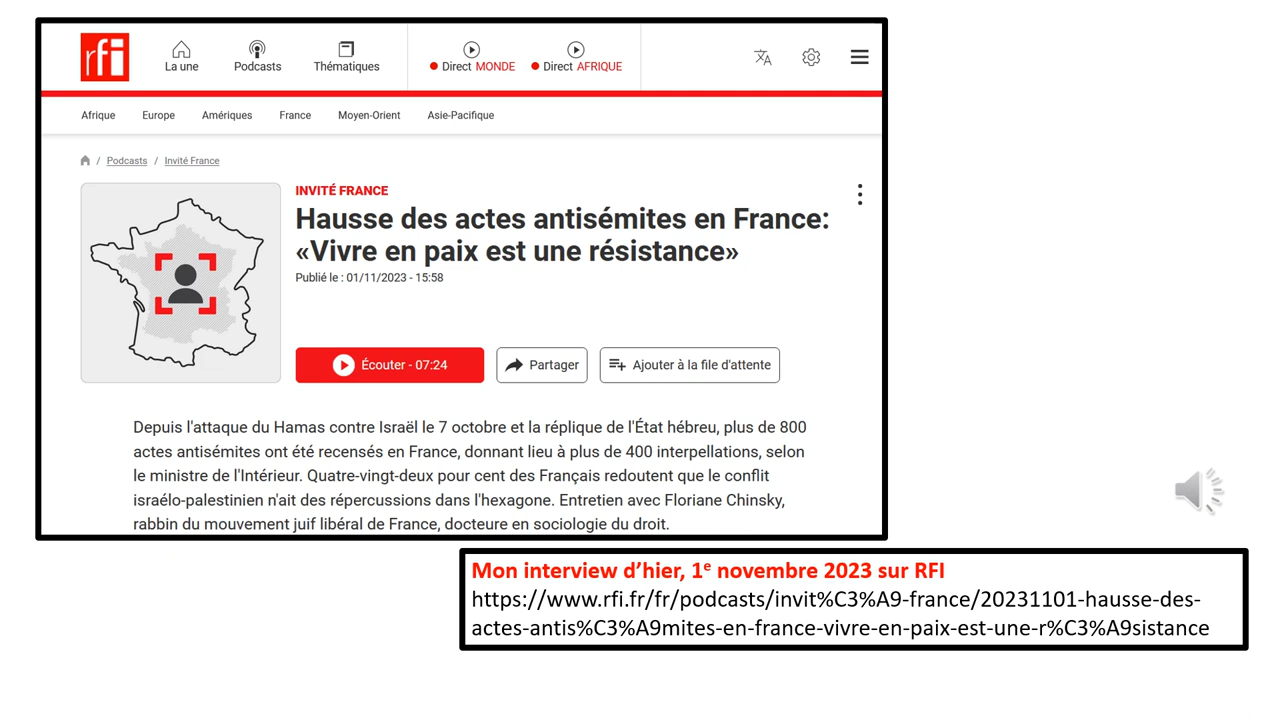 rfi
La une
Podcasts
Thématiques
Direct MONDE
Direct AFRIQUE
Afrique Europe Amériques France Moyen-Orient Asie-Pacifique
/ Podcasts / Invité France
INVITÉ FRANCE
Hausse des actes antisémites en France:
«Vivre en paix est une résistance»
Publié le : 01/11/2023 - 15:58
Écouter - 07:24
Partager
Ajouter à la file d'attente
Depuis l'attaque du Hamas contre Israël le 7 octobre et la réplique de l'État hébreu, plus de 800
actes antisémites ont été recensés en France, donnant lieu à plus de 400 interpellations, selon
le ministre de l'Intérieur. Quatre-vingt-deux pour cent des Français redoutent que le conflit
israélo-palestinien n'ait des répercussions dans l'hexagone. Entretien avec Floriane Chinsky,
rabbin du mouvement juif libéral de France, docteure en sociologie du droit.
Mon interview d’hier, 1e novembre 2023 sur RFI
https://www.rfi.fr/fr/podcasts/invit%C3%A9-france/20231101-hausse-des-
actes-antis%C3%A9mites-en-france-vivre-en-paix-est-une-r%C3%A9sistance